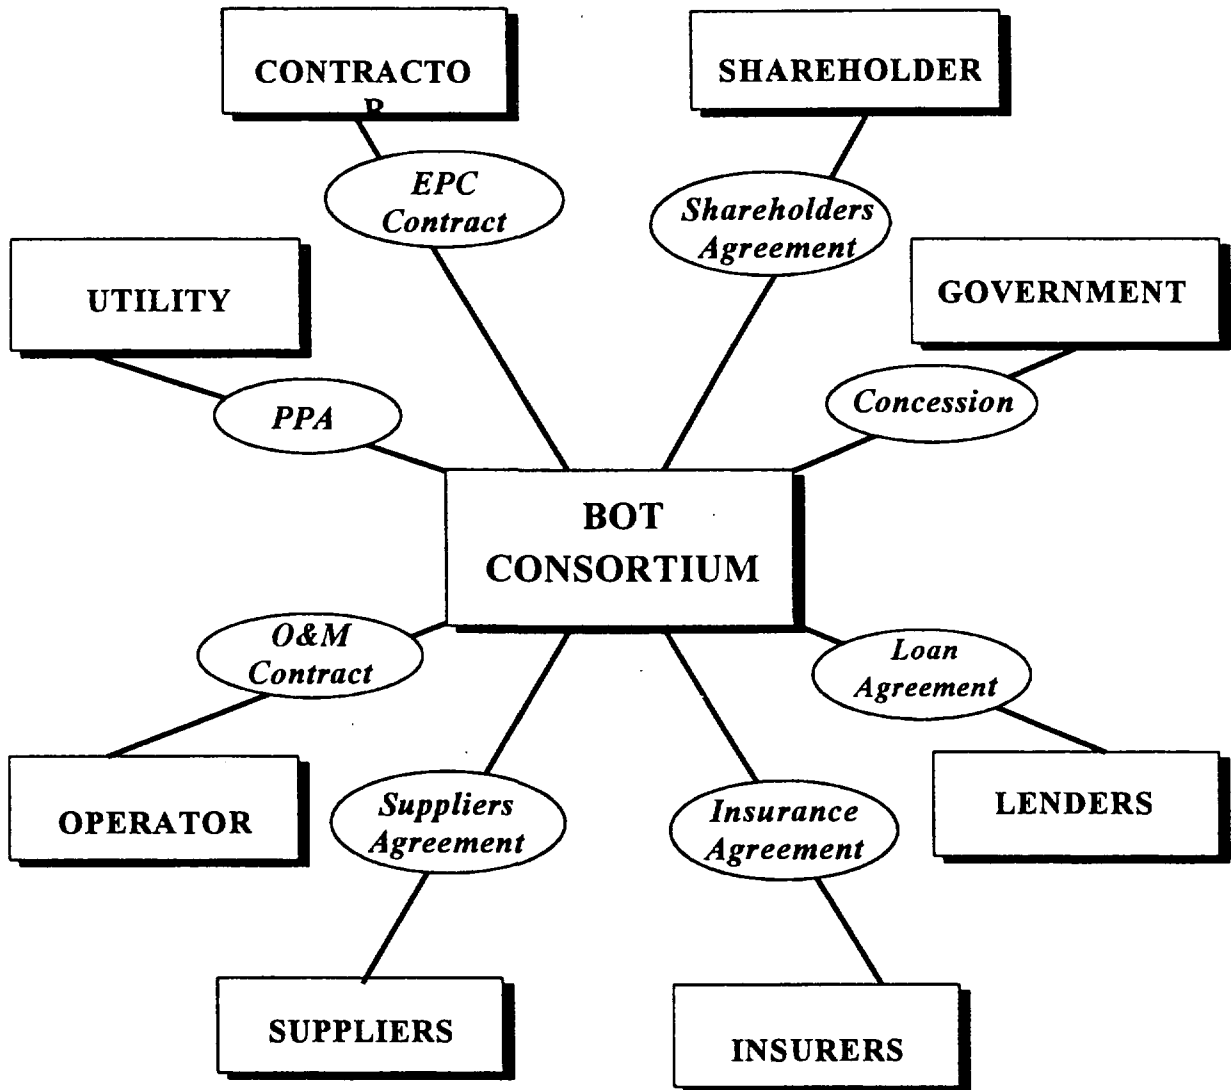 CONTRACTO
R
SHAREHOLDER
EPC
Contract
Shareholders
Agreement
UTILITY
GOVERNMENT
PPA
Concession
BOT
CONSORTIUM
O&M
Contract
Loan
Agreement
OPERATOR
Suppliers
Agreement
Insurance
Agreement
LENDERS
SUPPLIERS
INSURERS